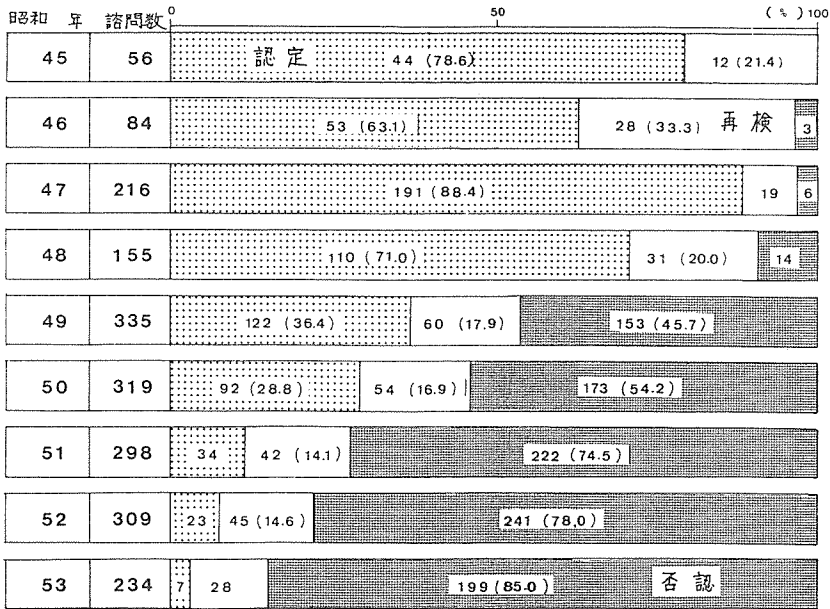 昭和 年 諮問数 0 50 (%) 100
45 56 認定 44 (78.6) 12 (21.4)
46 84 53 (63.1) 28 (33.3) 再検 3
47 216 191 (88.4) 19 6
48 155 110 (71.0) 31 (20.0) 14
49 335 122 (36.4) 60 (17.9) 153 (45.7)
50 319 92 (28.8) 54 (16.9) 173 (54.2)
51 298 34 42 (14.1) 222 (74.5)
52 309 23 45 (14.6) 241 (78,0)
53 234 7 28 199 (85.0) 否認